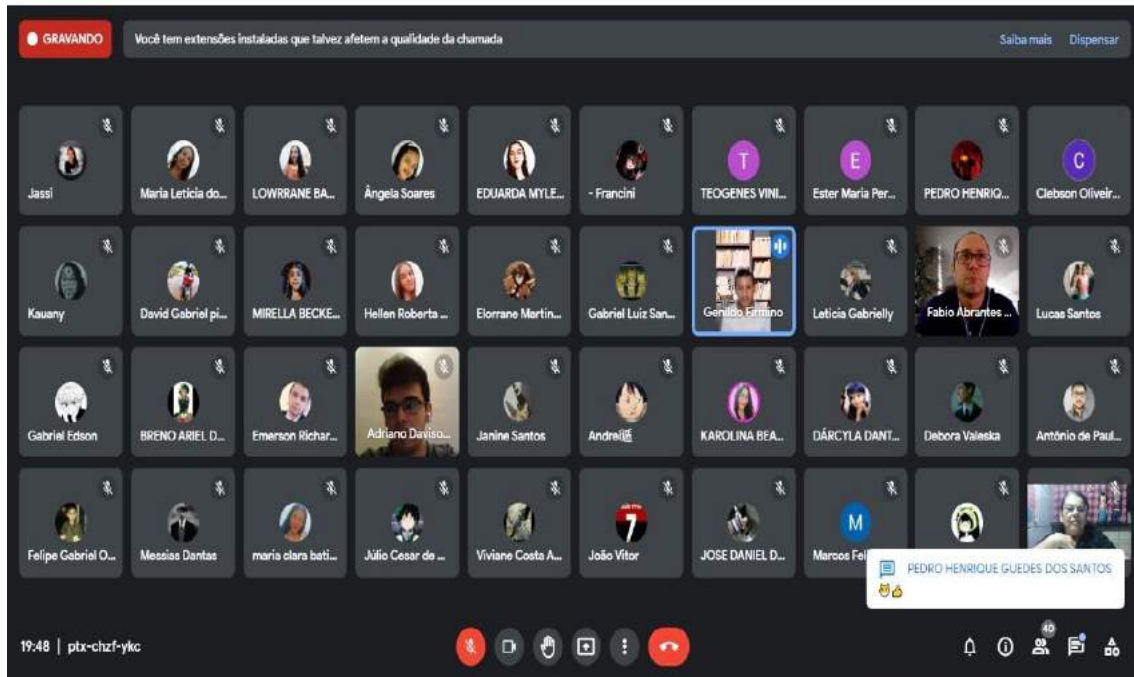 GRAVANDO
Você tem extensões instaladas que talvez afetem a qualidade da chamada
Saiba mais
Dispensar
Jassi
Maria Leticia do...
LOWRRANE BA...
Ângela Soares
EDUARDA MYLE...
- Francini
TEOGENES VINI...
Ester Maria Per...
PEDRO HENRIQ...
Clebson Oliveir...
T
E
C
Kauany
David Gabriel pi...
MIRELLA BECKE...
Hellen Roberta ...
Elorrane Martin...
Gabriel Luiz San...
Genildo Firmino
Leticia Gabrielly
Fabio Abrantes ...
Lucas Santos
Gabriel Edson
BRENO ARIEL D...
Emerson Richar...
Adriano Daviso...
Janine Santos
Andrei
KAROLINA BEA...
DÁRCYLA DANT...
Debora Valeska
Antônio de Paul...
Felipe Gabriel O...
Messias Dantas
maria clara bati...
Júlio Cesar de ...
Viviane Costa A...
João Vitor
7
JOSE DANIEL D...
M
Marcos Fel
PEDRO HENRIQUE GUEDES DOS SANTOS
19:48 | ptx-chzf-ykc
40